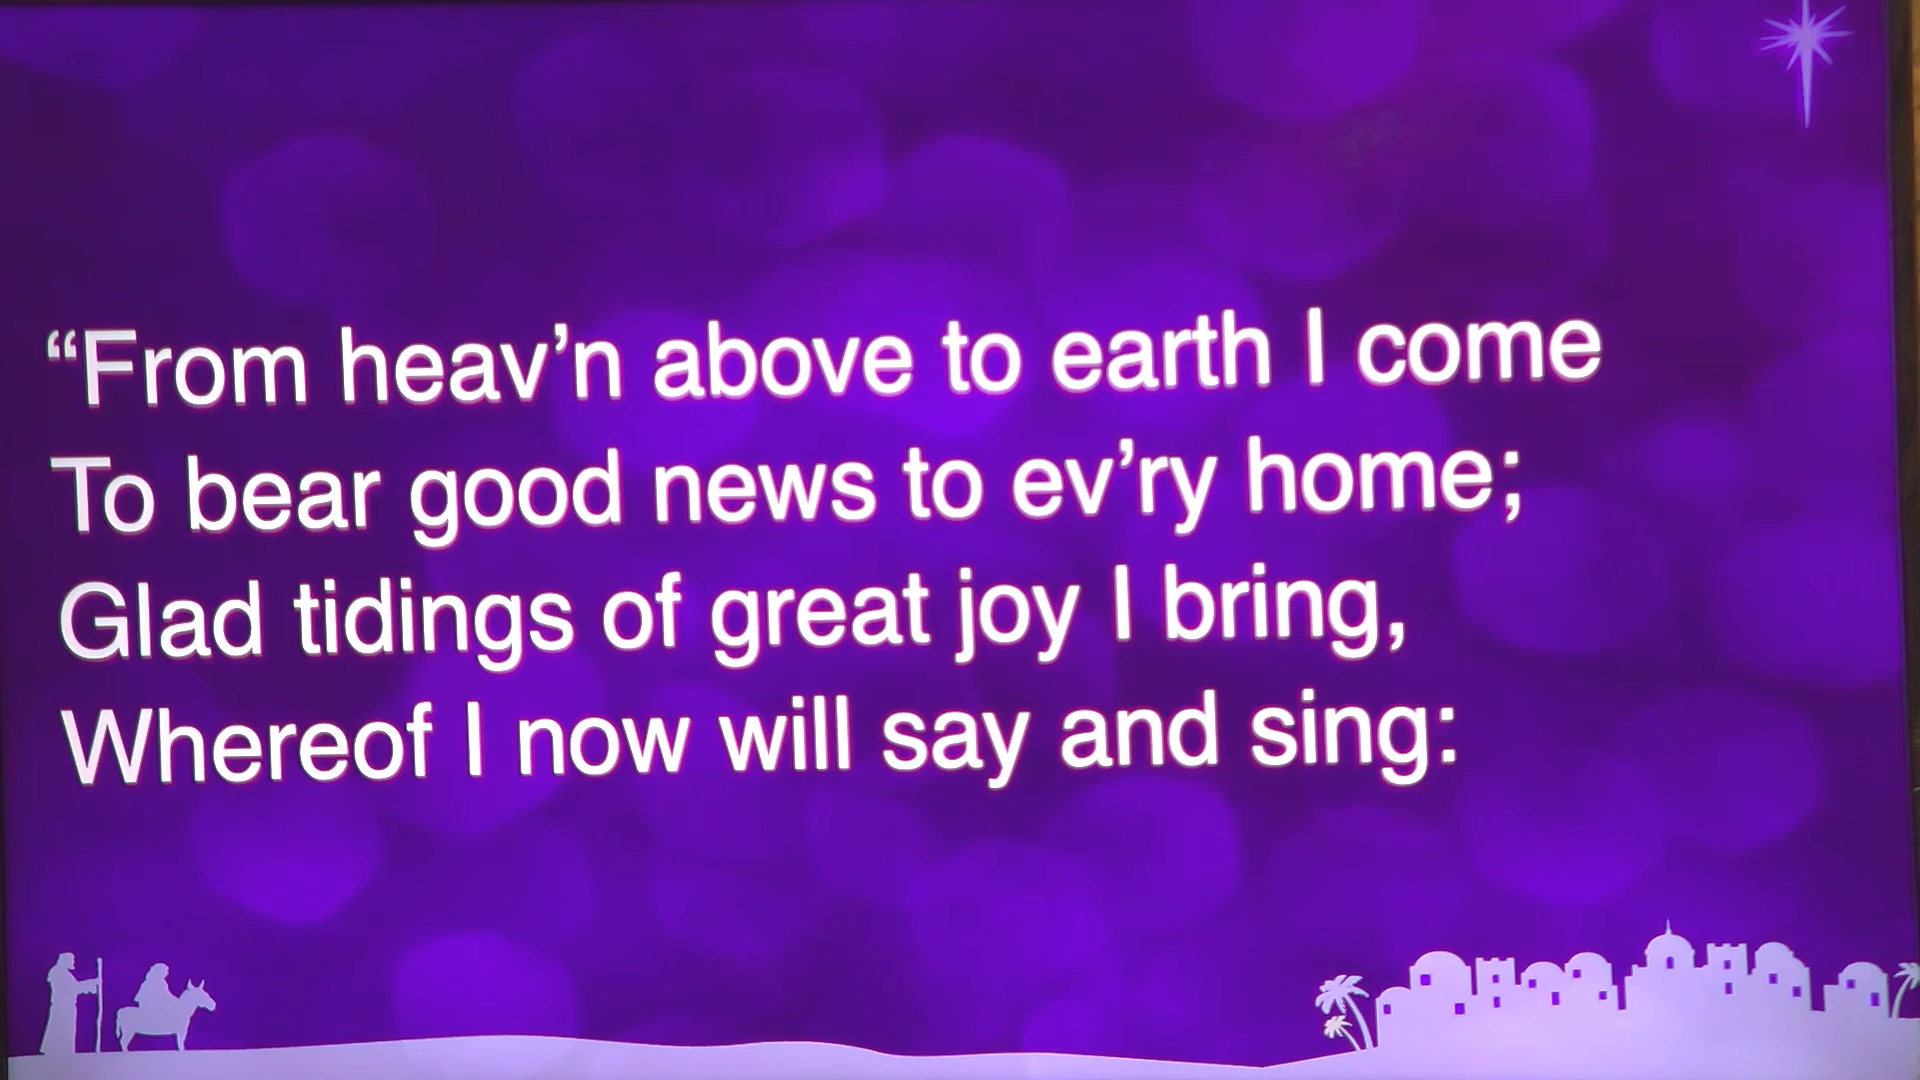 “From heav’n above to earth I come
To bear good news to ev’ry home;
Glad tidings of great joy I bring,
Whereof I now will say and sing: